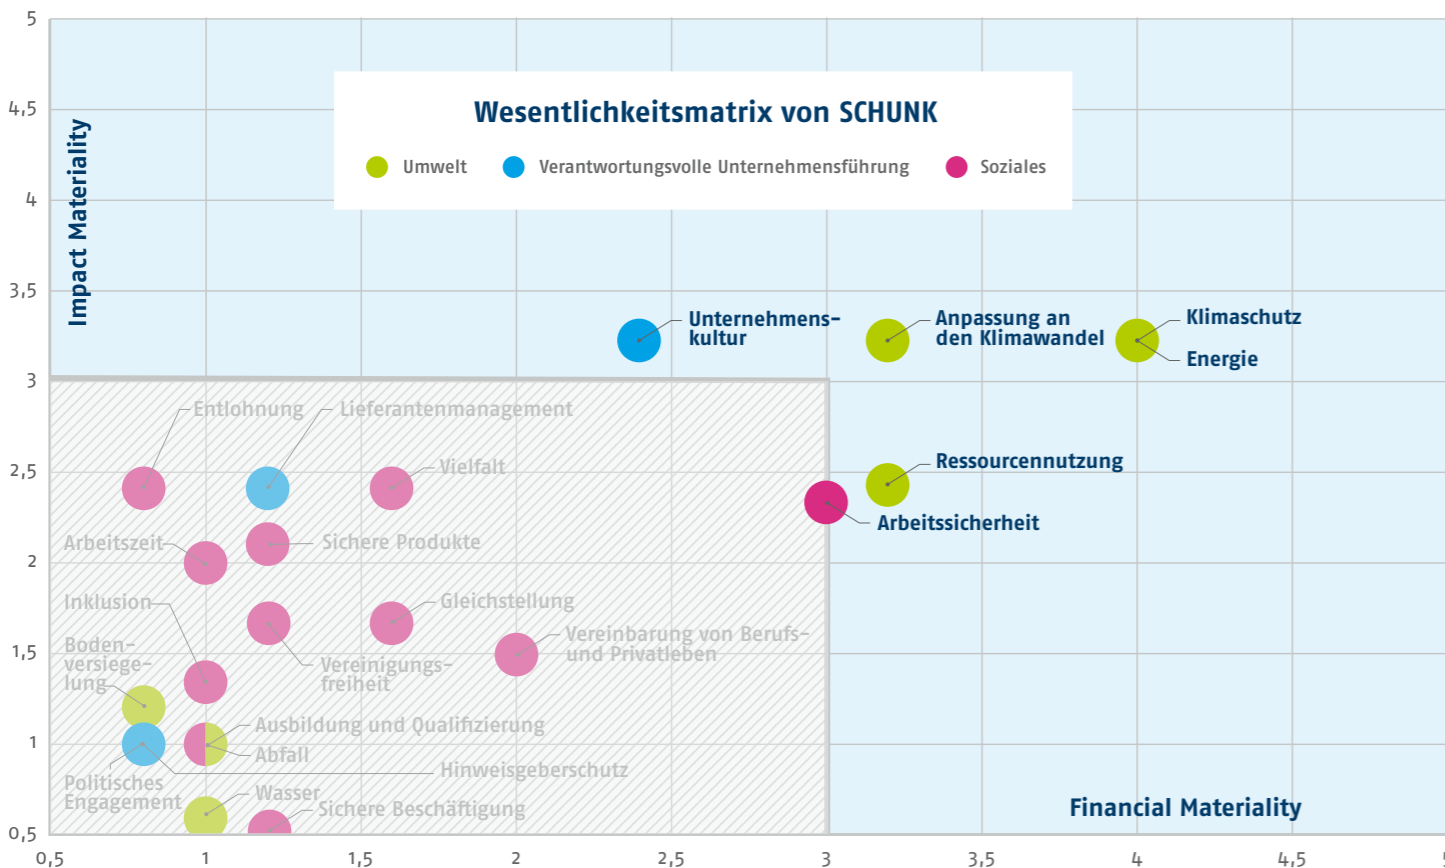 5
4,5
4
3,5
3
2,5
2
1,5
1
0,5
Impact Materiality
Wesentlichkeitsmatrix von SCHUNK
Umwelt
Verantwortungsvolle Unternehmensführung
Soziales
Unternehmens-
kultur
Anpassung an
den Klimawandel
Klimaschutz
Energie
Entlohnung
Lieferantenmanagement
Vielfalt
Ressourcennutzung
Arbeitssicherheit
Arbeitszeit
Sichere Produkte
Inklusion
Gleichstellung
Boden-
versiege-
lung
Vereinigungs-
freiheit
Vereinbarung von Berufs-
und Privatleben
Ausbildung und Qualifizierung
Abfall
Hinweisgeberschutz
Politisches
Engagement
Wasser
Sichere Beschäftigung
Financial Materiality
0,5
1
1,5
2
2,5
3
3,5
4
4,5
5